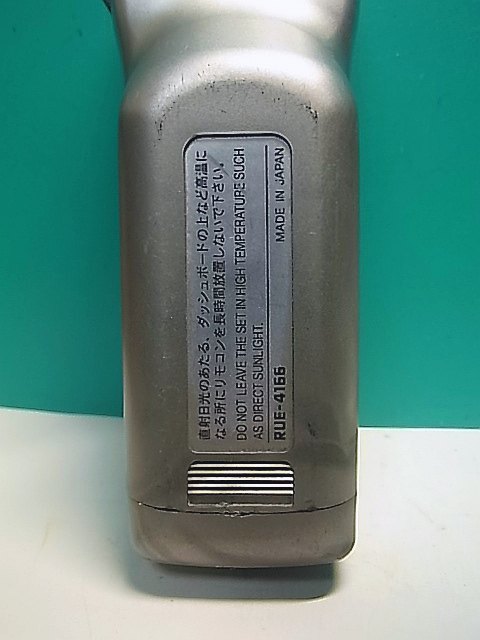 直射日光のあたる、ダッシュボードの上など高温に
なる所にリモコンを長時間放置しないで下さい。
DO NOT LEAVE THE SET IN HIGH TEMPERATURE SUCH
AS DIRECT SUNLIGHT.
RUE-4166 MADE IN JAPAN